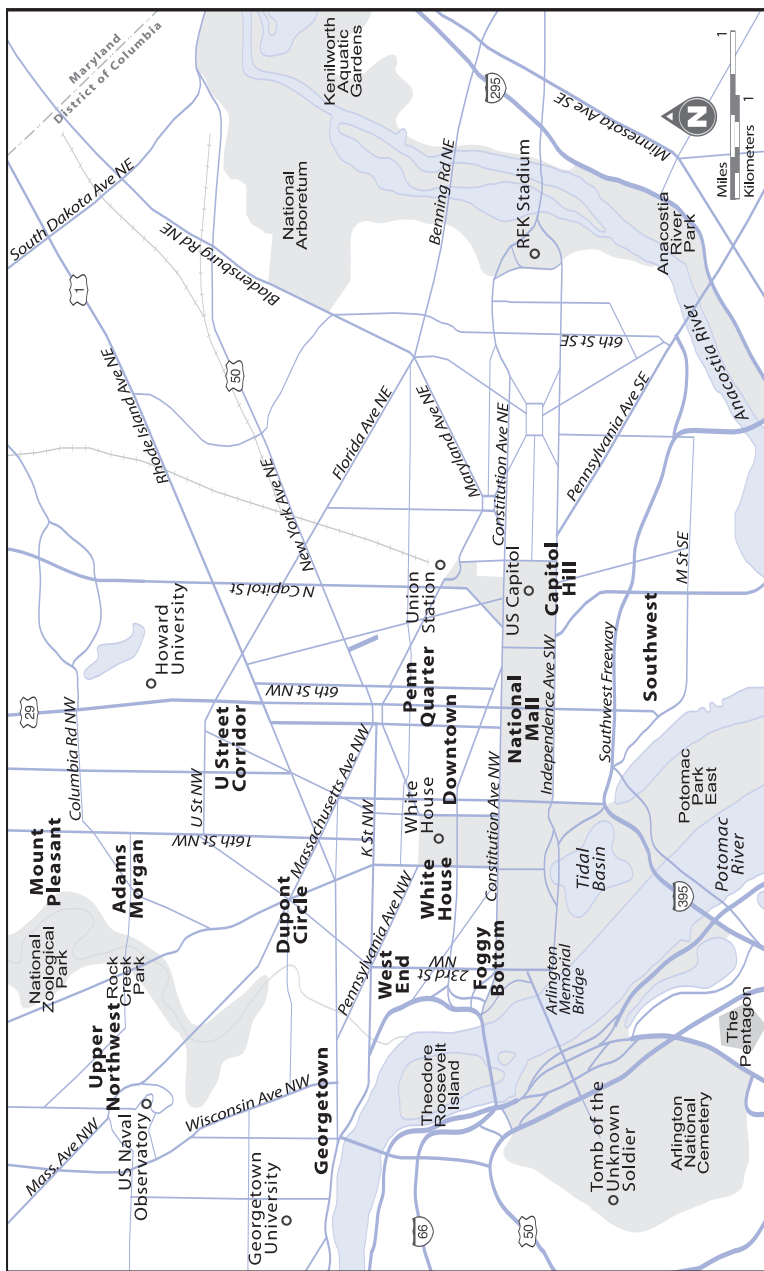 Maryland
District of Columbia
Mass. Ave NW
National
Zoological
Park
Mount
Pleasant
29
1
South Dakota Ave NE
Upper
Northwest
Rock
Creek
Park
Columbia Rd NW
Adams
Morgan
US Naval
Observatory
Howard
University
Rhode Island Ave NE
Bladensburg Rd NE
Wisconsin Ave NW
16th St NW
U St NW
U Street
Corridor
50
National
Arboretum
Kenilworth
Aquatic
Gardens
Georgetown
University
Dupont
Circle
Massachusetts Ave NW
6th St NW
N Capitol St
New York Ave NE
Florida Ave NE
Georgetown
Pennsylvania Ave NW
K St NW
West
End
23rd St
NW
White
House
White
House
Penn
Quarter
Downtown
Union
Station
Maryland Ave NE
Benning Rd NE
66
Theodore
Roosevelt
Island
Foggy
Bottom
Constitution Ave NW
Constitution Ave NE
295
National
Mall
US Capitol
RFK Stadium
50
Arlington
Memorial
Bridge
Tidal
Basin
Independence Ave SW
Capitol
Hill
Pennsylvania Ave SE
6th St SE
Minnesota Ave SE
Tomb of the
Unknown
Soldier
Southwest Freeway
Southwest
M St SE
Anacostia
River
Park
Anacostia River
Arlington
National
Cemetery
395
Potomac
Park
East
Potomac
River
The
Pentagon
N
Miles
1
Kilometers
1